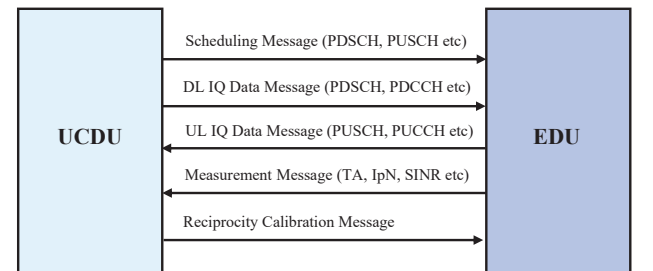 Scheduling Message (PDSCH, PUSCH etc)
DL IQ Data Message (PDSCH, PDCCH etc)
UL IQ Data Message (PUSCH, PUCCH etc)
UCDU
EDU
Measurement Message (TA, IpN, SINR etc)
Reciprocity Calibration Message